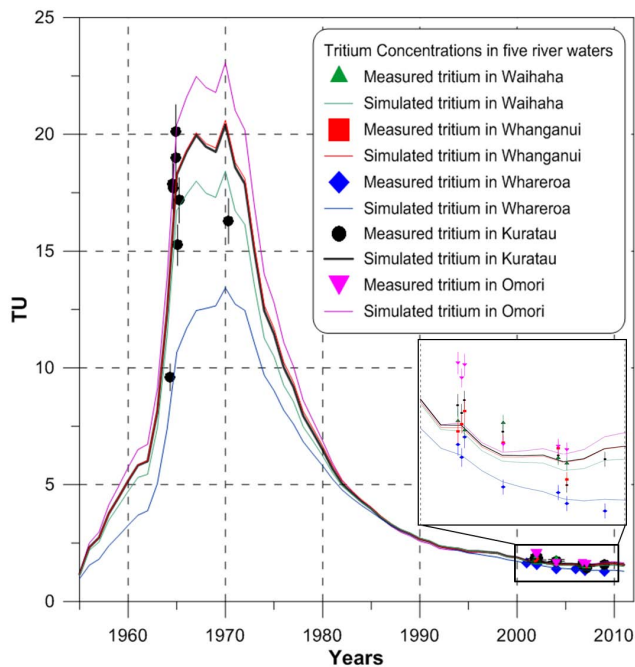 25
20
15
10
5
0
TU
Tritium Concentrations in five river waters
Measured tritium in Waihaha
Simulated tritium in Waihaha
Measured tritium in Whanganui
Simulated tritium in Whanganui
Measured tritium in Whareroa
Simulated tritium in Whareroa
Measured tritium in Kuratau
Simulated tritium in Kuratau
Measured tritium in Omori
Simulated tritium in Omori
1960 1970 1980 1990 2000 2010
Years